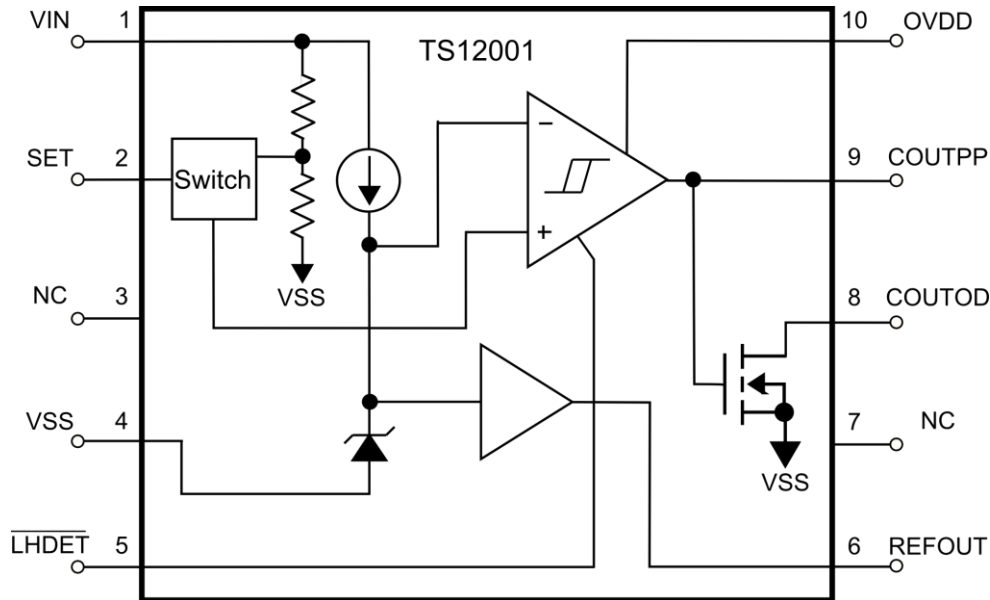 VIN 1
TS12001
10 OVDD
SET 2
Switch
−
9 COUTPP
+
VSS
NC 3
8 COUTOD
VSS 4
7 NC
VSS
LHDET 5
6 REFOUT